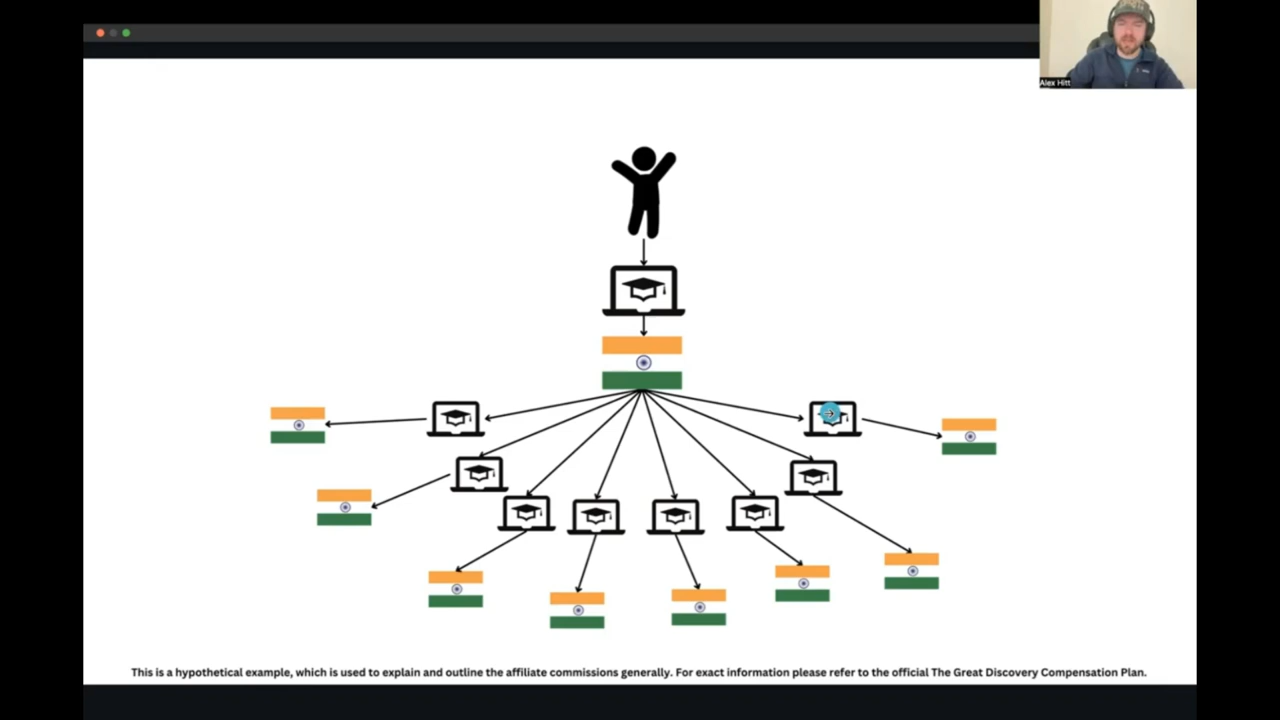 Alex Hitt
This is a hypothetical example, which is used to explain and outline the affiliate commissions generally. For exact information please refer to the official The Great Discovery Compensation Plan.